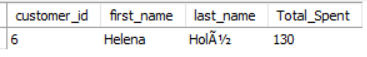 customer_id first_name last_name Total_Spent
6 Helena HolÃ½ 130